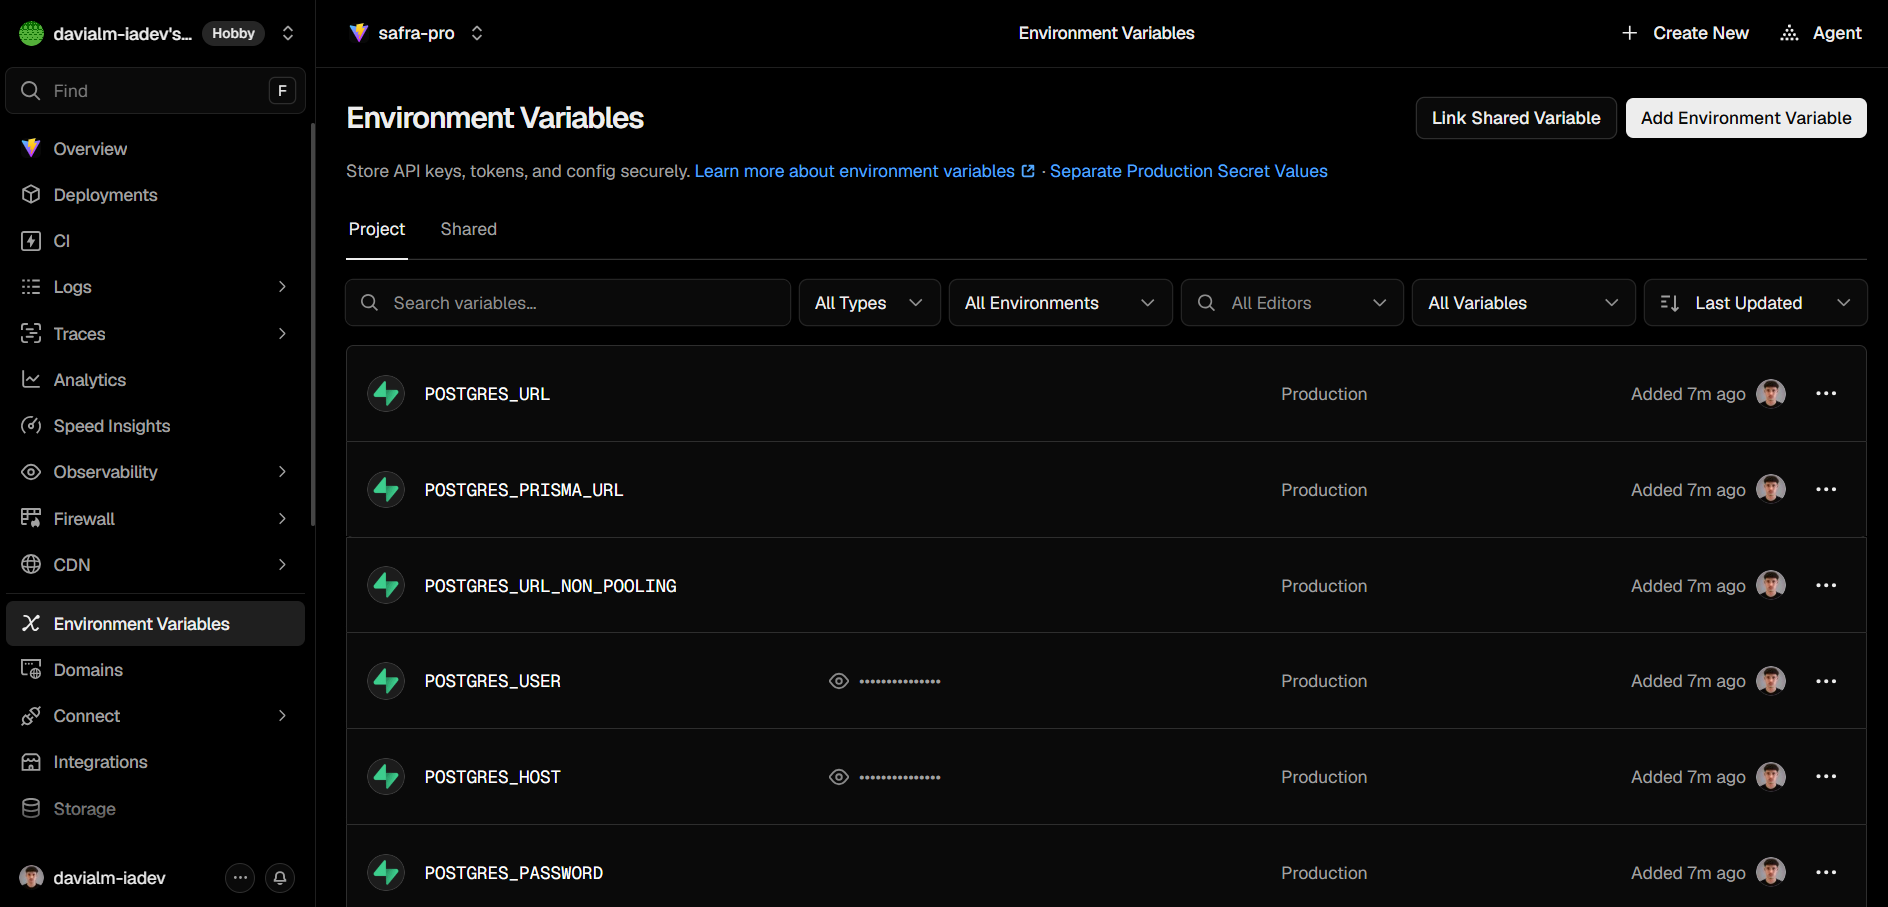 davialm-iadev's... Hobby
safra-pro
Environment Variables
Create New
Agent
Find F
Overview
Deployments
CI
Logs
Traces
Analytics
Speed Insights
Observability
Firewall
CDN
Environment Variables
Domains
Connect
Integrations
Storage
davialm-iadev
Environment Variables
Link Shared Variable
Add Environment Variable
Store API keys, tokens, and config securely. Learn more about environment variables · Separate Production Secret Values
Project Shared
Search variables... All Types All Environments All Editors All Variables Last Updated
POSTGRES_URL Production Added 7m ago
POSTGRES_PRISMA_URL Production Added 7m ago
POSTGRES_URL_NON_POOLING Production Added 7m ago
POSTGRES_USER ••••••••••••••• Production Added 7m ago
POSTGRES_HOST ••••••••••••••• Production Added 7m ago
POSTGRES_PASSWORD Production Added 7m ago